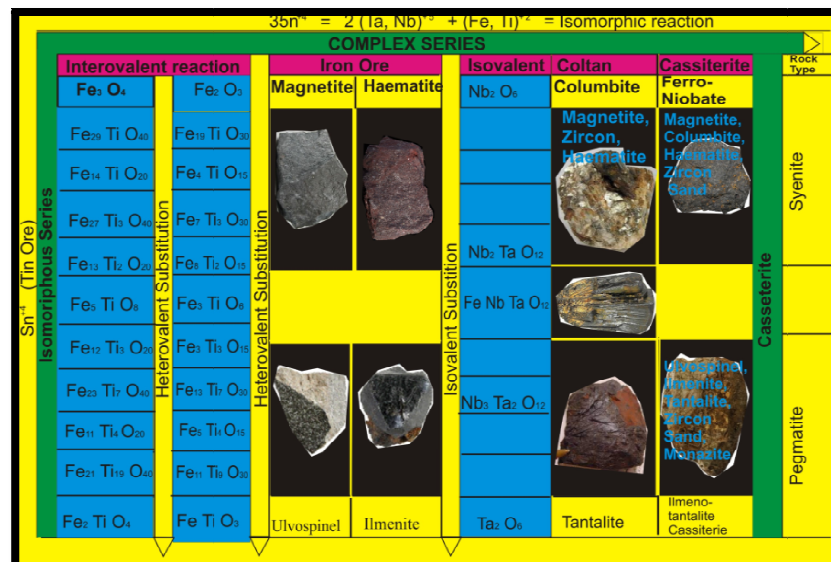 35n⁺⁴ = 2 (Ta, Nb)⁺⁵ + (Fe, Ti)⁺² = Isomorphic reaction
COMPLEX SERIES
Interovalent reaction
Iron Ore
Isovalent
Coltan
Cassiterite
Rock
Type
Fe₃ O₄
Fe₂ O₃
Magnetite
Haematite
Nb₂ O₆
Columbite
Ferro-
Niobate
Fe₂₉ Ti O₄₀
Fe₁₉ Ti O₃₀
Fe₁₄ Ti O₂₀
Fe₄ Ti O₁₅
Fe₂₇ Ti₃ O₄₀
Fe₇ Ti₃ O₃₀
Fe₁₃ Ti₂ O₂₀
Fe₆ Ti₂ O₁₅
Fe₅ Ti O₈
Fe₃ Ti O₆
Fe₁₂ Ti₃ O₂₀
Fe₃ Ti₃ O₁₅
Fe₂₃ Ti₇ O₄₀
Fe₁₃ Ti₇ O₃₀
Fe₁₁ Ti₄ O₂₀
Fe₅ Ti₄ O₁₅
Fe₂₁ Ti₁₉ O₄₀
Fe₁₁ Ti₉ O₃₀
Fe₂ Ti O₄
Fe Ti O₃
Magnetite,
Zircon,
Haematite
Magnetite,
Columbite,
Haematite,
Zircon
Sand
Nb₂ Ta O₁₂
Fe Nb Ta O₁₂
Nb₃ Ta₂ O₁₂
Ulvospinel,
Ilmenite,
Tantalite,
Zircon
Sand,
Monazite
Ulvospinel
Ilmenite
Ta₂ O₆
Tantalite
Ilmeno-
tantalite
Cassiterie
Sn⁺⁴ (Tin Ore)
Isomoriphous Series
Heterovalent Substitution
Heterovalent Substitution
Isovalent Substition
Casseterite
Syenite
Pegmatite